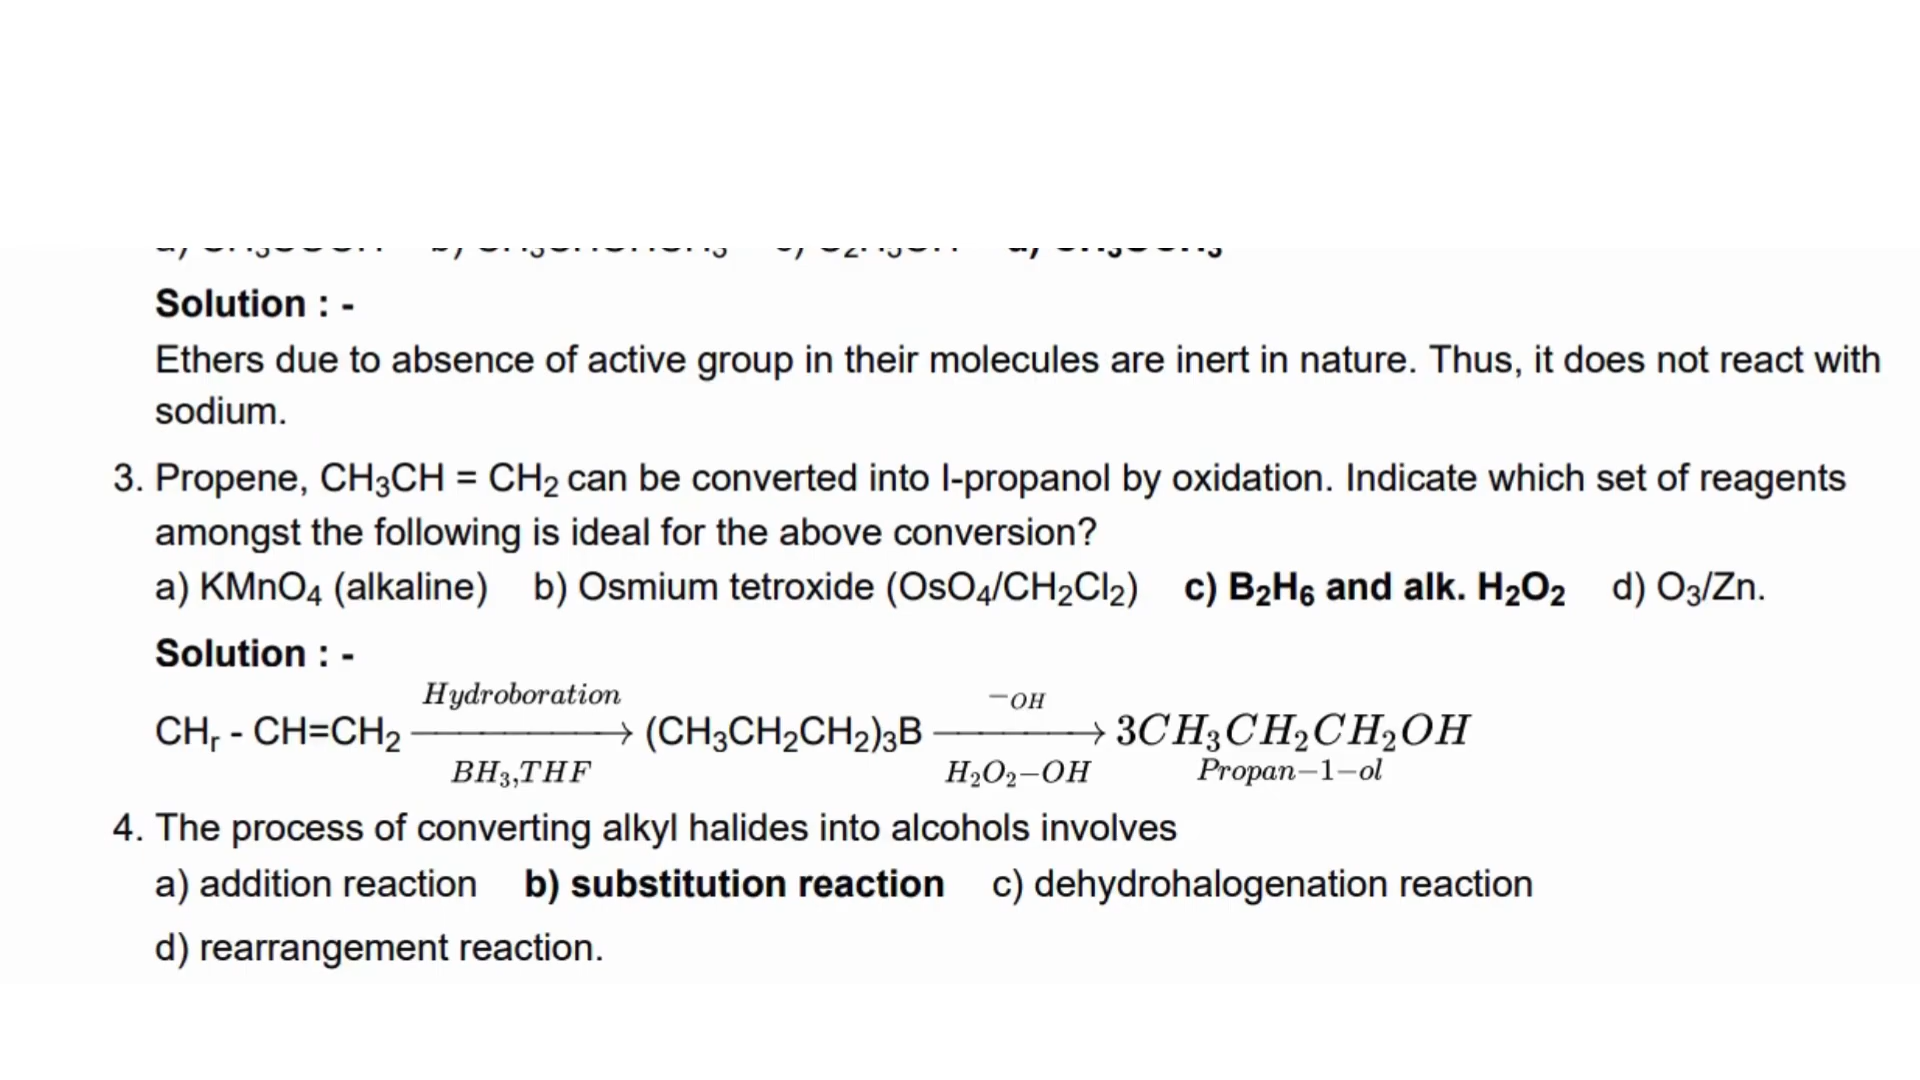 Solution : -
Ethers due to absence of active group in their molecules are inert in nature. Thus, it does not react with
sodium.
3. Propene, CH₃CH = CH₂ can be converted into l-propanol by oxidation. Indicate which set of reagents
amongst the following is ideal for the above conversion?
a) KMnO₄ (alkaline) b) Osmium tetroxide (OsO₄/CH₂Cl₂) c) B₂H₆ and alk. H₂O₂ d) O₃/Zn.
Solution : -
Hydroboration −OH
CHᵣ - CH=CH₂ → (CH₃CH₂CH₂)₃B → 3CH₃CH₂CH₂OH
BH₃,THF H₂O₂−OH Propan−1−ol
4. The process of converting alkyl halides into alcohols involves
a) addition reaction b) substitution reaction c) dehydrohalogenation reaction
d) rearrangement reaction.